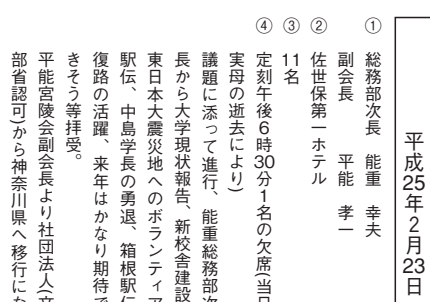 平成25年2月23日
① 総務部次長 能重 幸夫
副会長 平能 孝一
② 佐世保第一ホテル
③ 11名
④ 定刻午後6時30分1名の欠席(当日
実母の逝去により)
議題に添って進行、能重総務部次
長から大学現状報告、新校舎建設
東日本大震災地へのボランティア
駅伝、中島学長の勇退、箱根駅伝
復路の活躍、来年はかなり期待で
きそう等拝受。
平能宮陵会副会長より社団法人(文
部省認可)から神奈川県へ移行にな